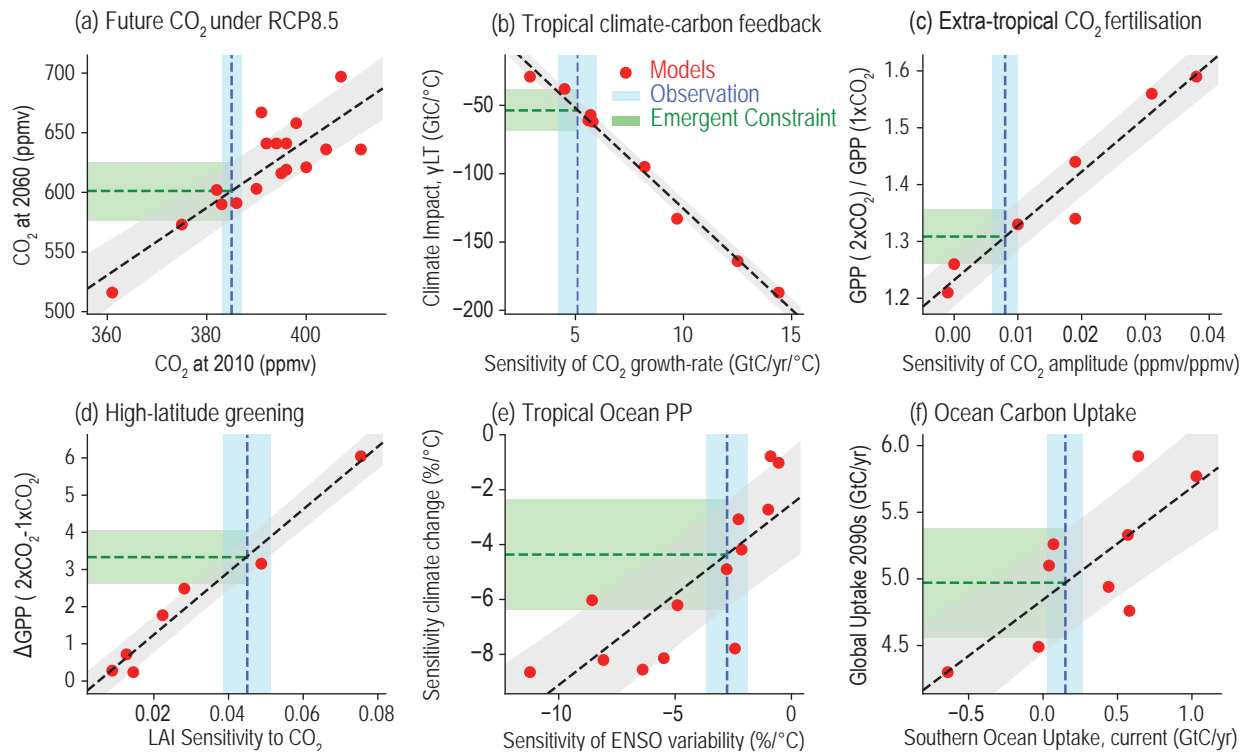 (a) Future CO₂ under RCP8.5
700
650
600
550
500
CO₂ at 2060 (ppmv)
360
380
400
CO₂ at 2010 (ppmv)
(b) Tropical climate-carbon feedback
Models
Observation
Emergent Constraint
0
−50
−100
−150
−200
Climate Impact, γLT (GtC/°C)
5
10
15
Sensitivity of CO₂ growth-rate (GtC/yr/°C)
(c) Extra-tropical CO₂ fertilisation
1.6
1.5
1.4
1.3
1.2
GPP ( 2xCO₂) / GPP (1xCO₂)
0.00
0.01
0.02
0.03
0.04
Sensitivity of CO₂ amplitude (ppmv/ppmv)
(d) High-latitude greening
6
5
4
3
2
1
0
ΔGPP ( 2xCO₂-1xCO₂)
0.02
0.04
0.06
0.08
LAI Sensitivity to CO₂
(e) Tropical Ocean PP
0
−2
−4
−6
−8
Sensitivity climate change (%/°C)
−10
−5
0
Sensitivity of ENSO variability (%/°C)
(f) Ocean Carbon Uptake
6.0
5.5
5.0
4.5
Global Uptake 2090s (GtC/yr)
−0.5
0.0
0.5
1.0
Southern Ocean Uptake, current (GtC/yr)